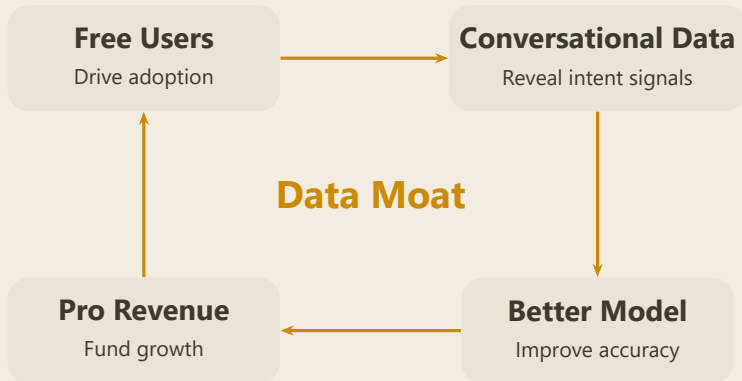 Free Users
Drive adoption
Conversational Data
Reveal intent signals
Data Moat
Pro Revenue
Fund growth
Better Model
Improve accuracy